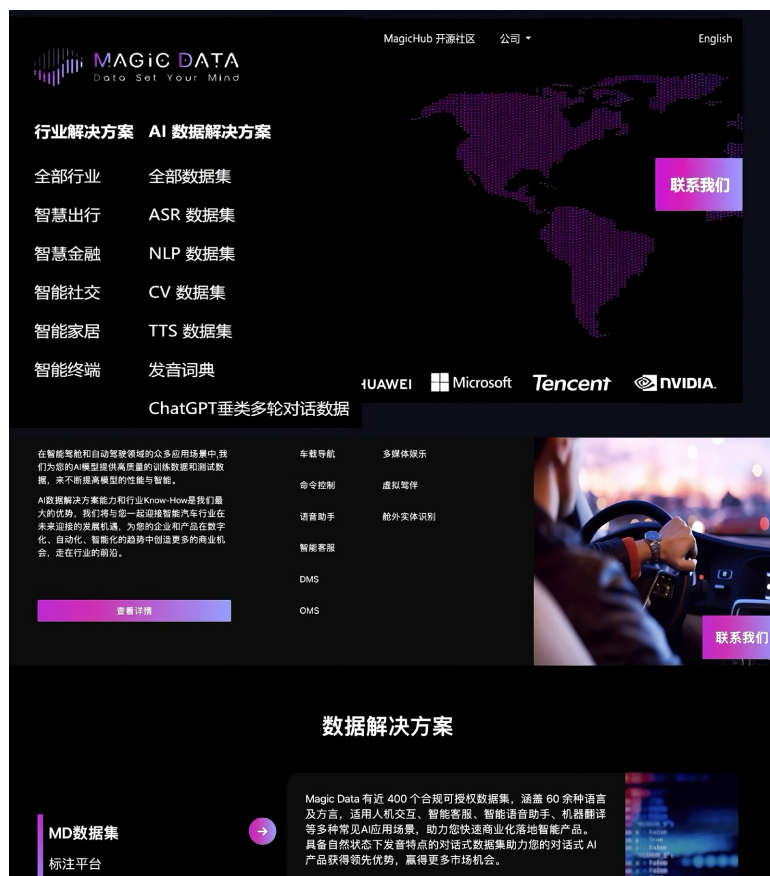 MAGIC DATA
Data Set Your Mind
MagicHub 开源社区
公司
English
行业解决方案
AI 数据解决方案
全部行业
全部数据集
智慧出行
ASR 数据集
智慧金融
NLP 数据集
智能社交
CV 数据集
智能家居
TTS 数据集
智能终端
发音词典
ChatGPT垂类多轮对话数据
联系我们
HUAWEI
Microsoft
Tencent
NVIDIA.
在智能驾舱和自动驾驶领域的众多应用场景中,我
们为您的AI模型提供高质量的训练数据和测试数
据，来不断提高模型的性能与智能。
AI数据解决方案能力和行业Know-How是我们最
大的优势，我们将与您一起迎接智能汽车行业在
未来迎接的发展机遇，为您的企业和产品在数字
化、自动化、智能化的趋势中创造更多的商业机
会，走在行业的前沿。
查看详情
车载导航
多媒体娱乐
命令控制
虚拟驾伴
语音助手
舱外实体识别
智能客服
DMS
OMS
联系我们
数据解决方案
MD数据集
标注平台
Magic Data 有近 400 个合规可授权数据集，涵盖 60 余种语言
及方言，适用人机交互、智能客服、智能语音助手、机器翻译
等多种常见AI应用场景，助力您快速商业化落地智能产品。
具备自然状态下发音特点的对话式数据集助力您的对话式 AI
产品获得领先优势，赢得更多市场机会。